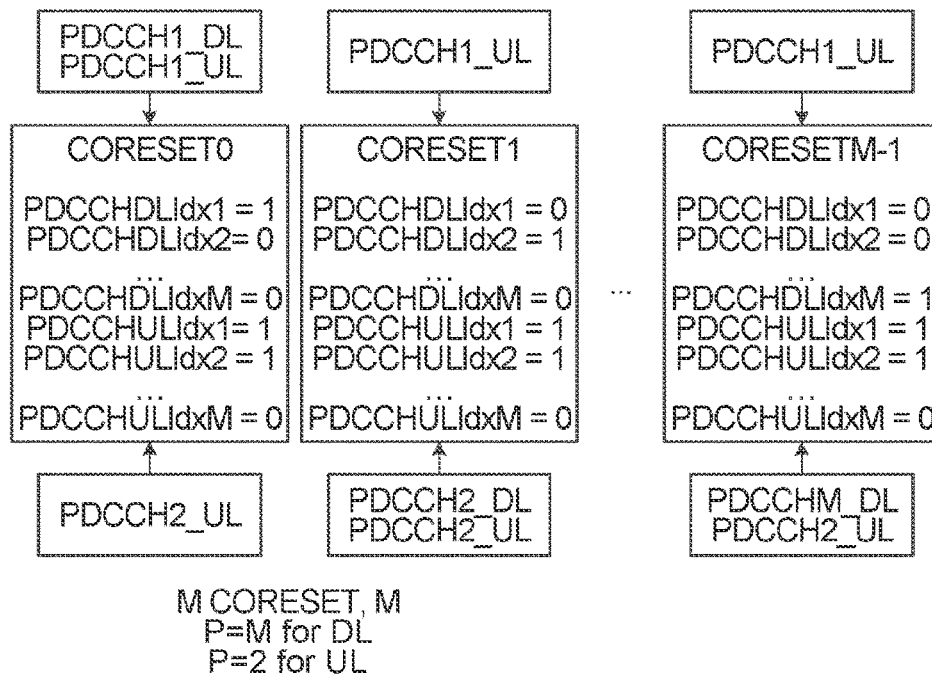 PDCCH1_DL
PDCCH1_UL
PDCCH1_UL
PDCCH1_UL
CORESET0
PDCCHDLIdx1 = 1
PDCCHDLIdx2= 0
...
PDCCHDLIdxM = 0
PDCCHULIdx1= 1
PDCCHULIdx2 = 1
...
PDCCHULIdxM = 0
CORESET1
PDCCHDLIdx1 = 0
PDCCHDLIdx2 = 1
...
PDCCHDLIdxM = 0
PDCCHULIdx1 = 1
PDCCHULIdx2 = 1
...
PDCCHULIdxM = 0
...
CORESETM-1
PDCCHDLIdx1 = 0
PDCCHDLIdx2 = 0
...
PDCCHDLIdxM = 1
PDCCHULIdx1 = 1
PDCCHULIdx2 = 1
...
PDCCHULIdxM = 0
PDCCH2_UL
PDCCH2_DL
PDCCH2_UL
PDCCHM_DL
PDCCH2_UL
M CORESET, M
P=M for DL
P=2 for UL